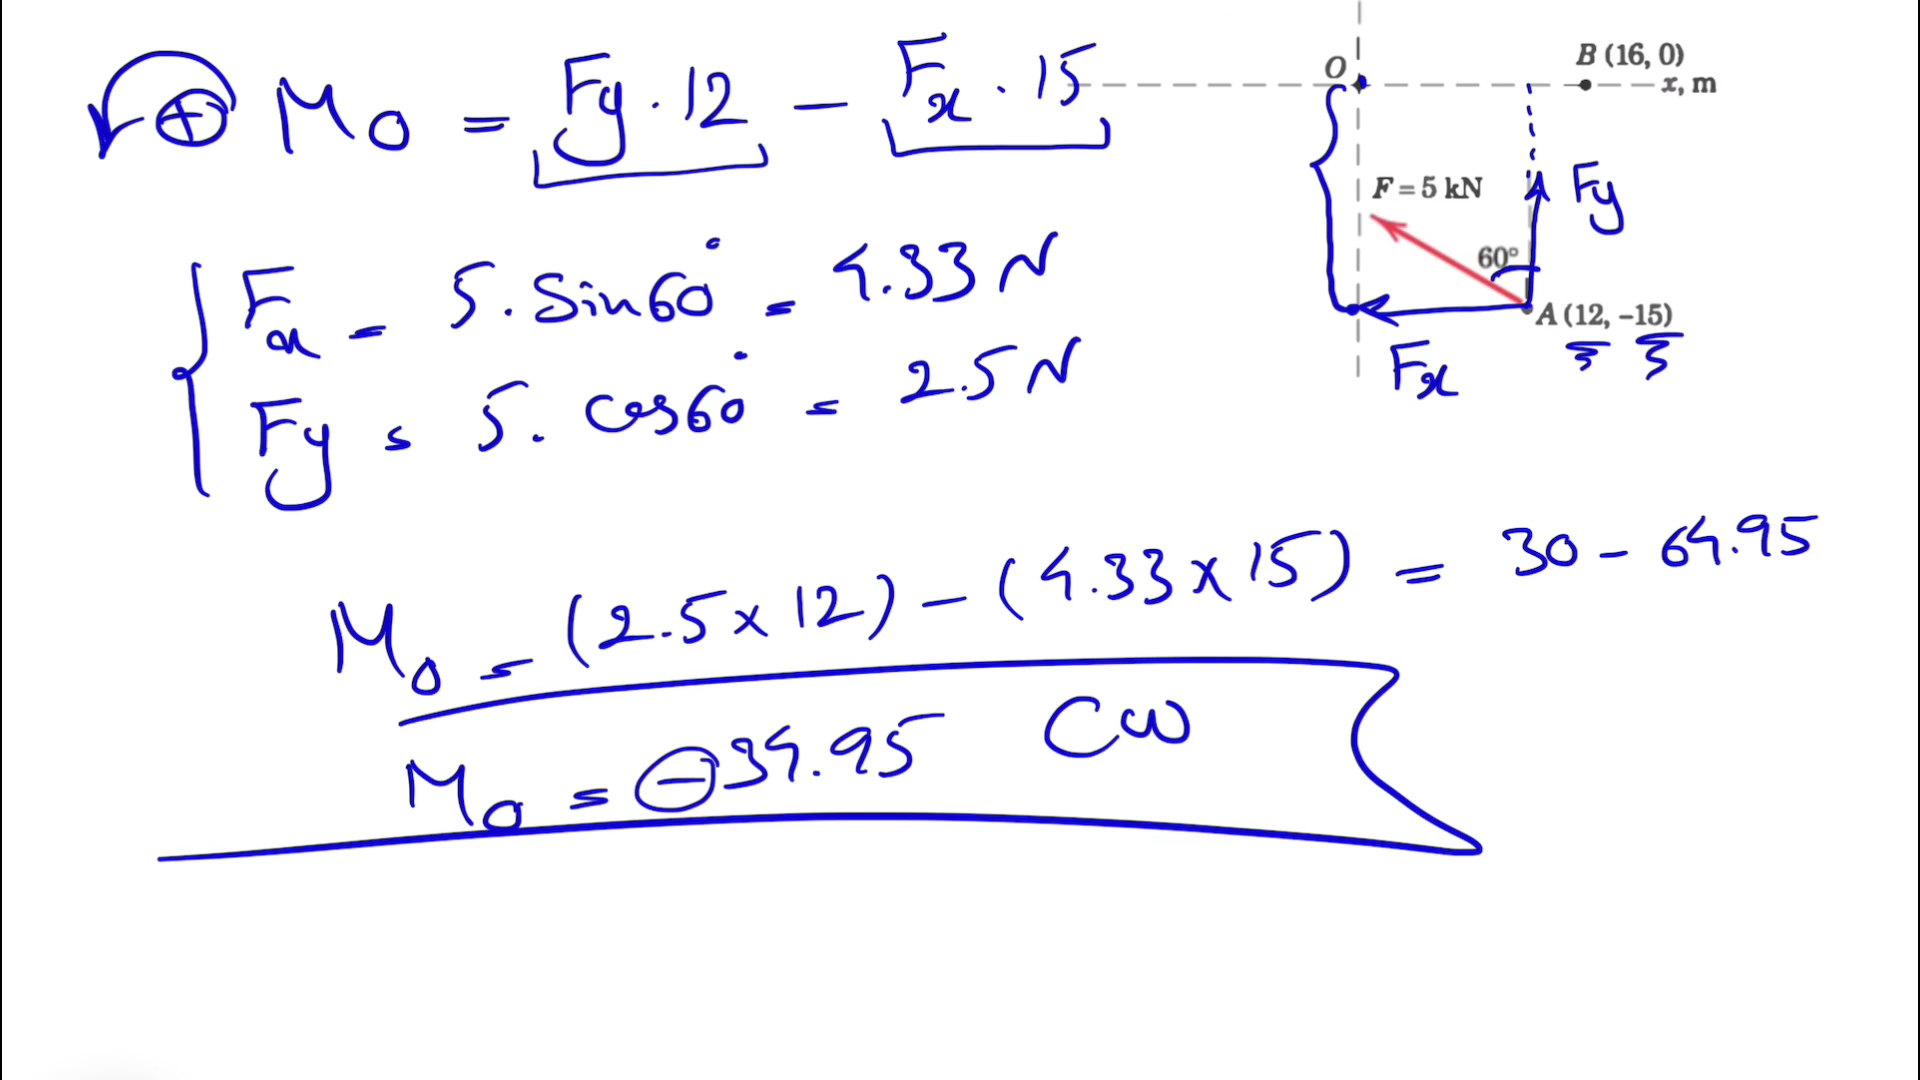 ⊕ Mo = Fy . 12 − Fx . 15
O
B (16, 0)
x, m
F = 5 kN
Fy
60°
A (12, −15)
Fx
Fx = 5 . Sin60° = 4.33 N
Fy = 5 . cos60° = 2.5 N
Mo = (2.5 × 12) − (4.33 × 15) = 30 − 64.95
Mo = −34.95 CW